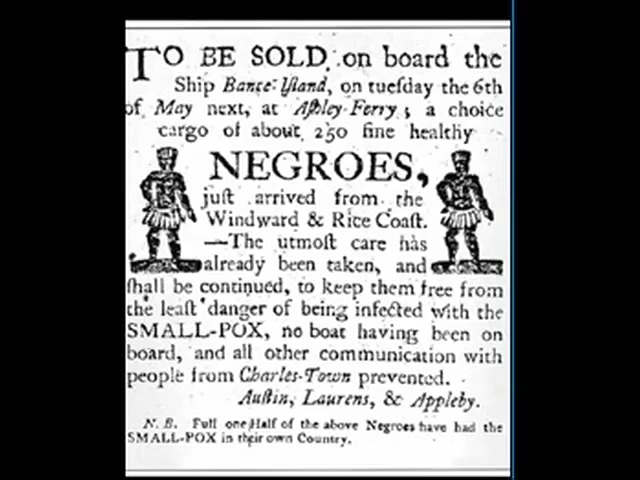 TO BE SOLD on board the
Ship Bance-Iſland, on tueſday the 6th
of May next, at Aſhley-Ferry; a choice
cargo of about 250 fine healthy
NEGROES,
juſt arrived from the
Windward & Rice Coaſt.
—The utmoſt care has
already been taken, and
ſhall be continued, to keep them free from
the leaſt danger of being infected with the
SMALL-POX, no boat having been on
board, and all other communication with
people from Charles-Town prevented.
Auſtin, Laurens, & Appleby.
N. B. Full one Half of the above Negroes have had the
SMALL-POX in their own Country.